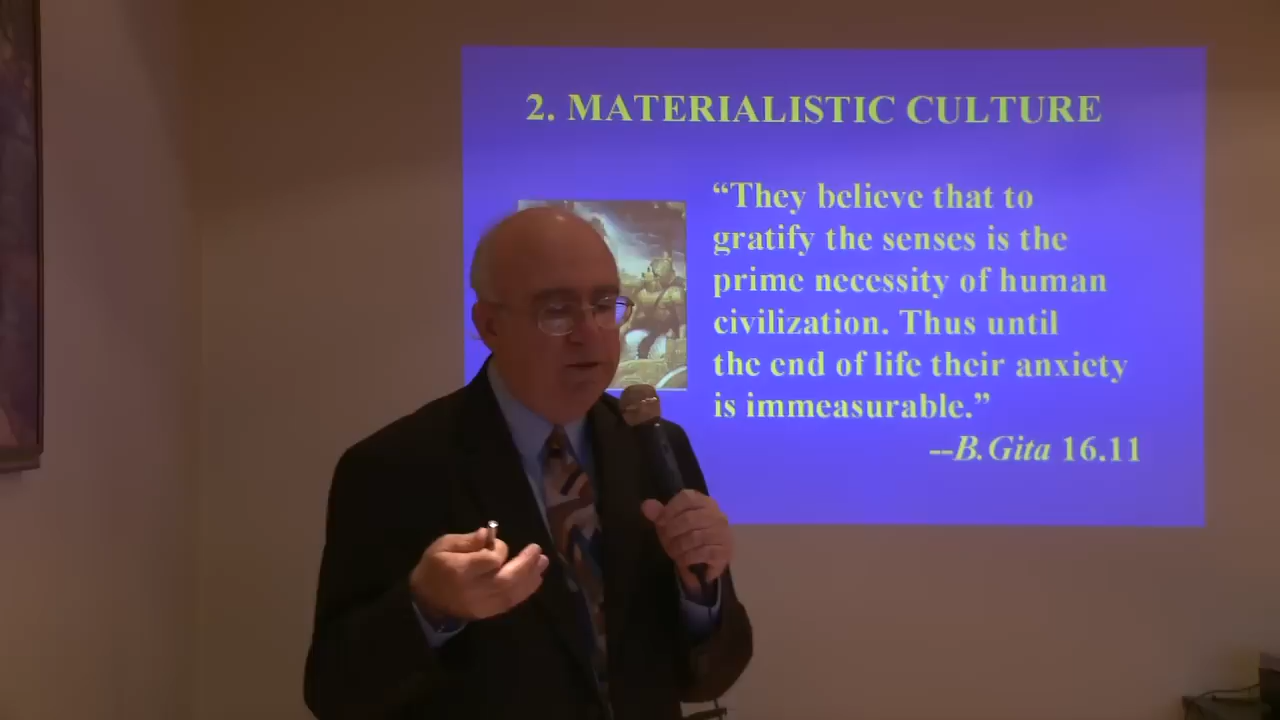 2. MATERIALISTIC CULTURE
“They believe that to
gratify the senses is the
prime necessity of human
civilization. Thus until
the end of life their anxiety
is immeasurable.”
--B. Gita 16.11